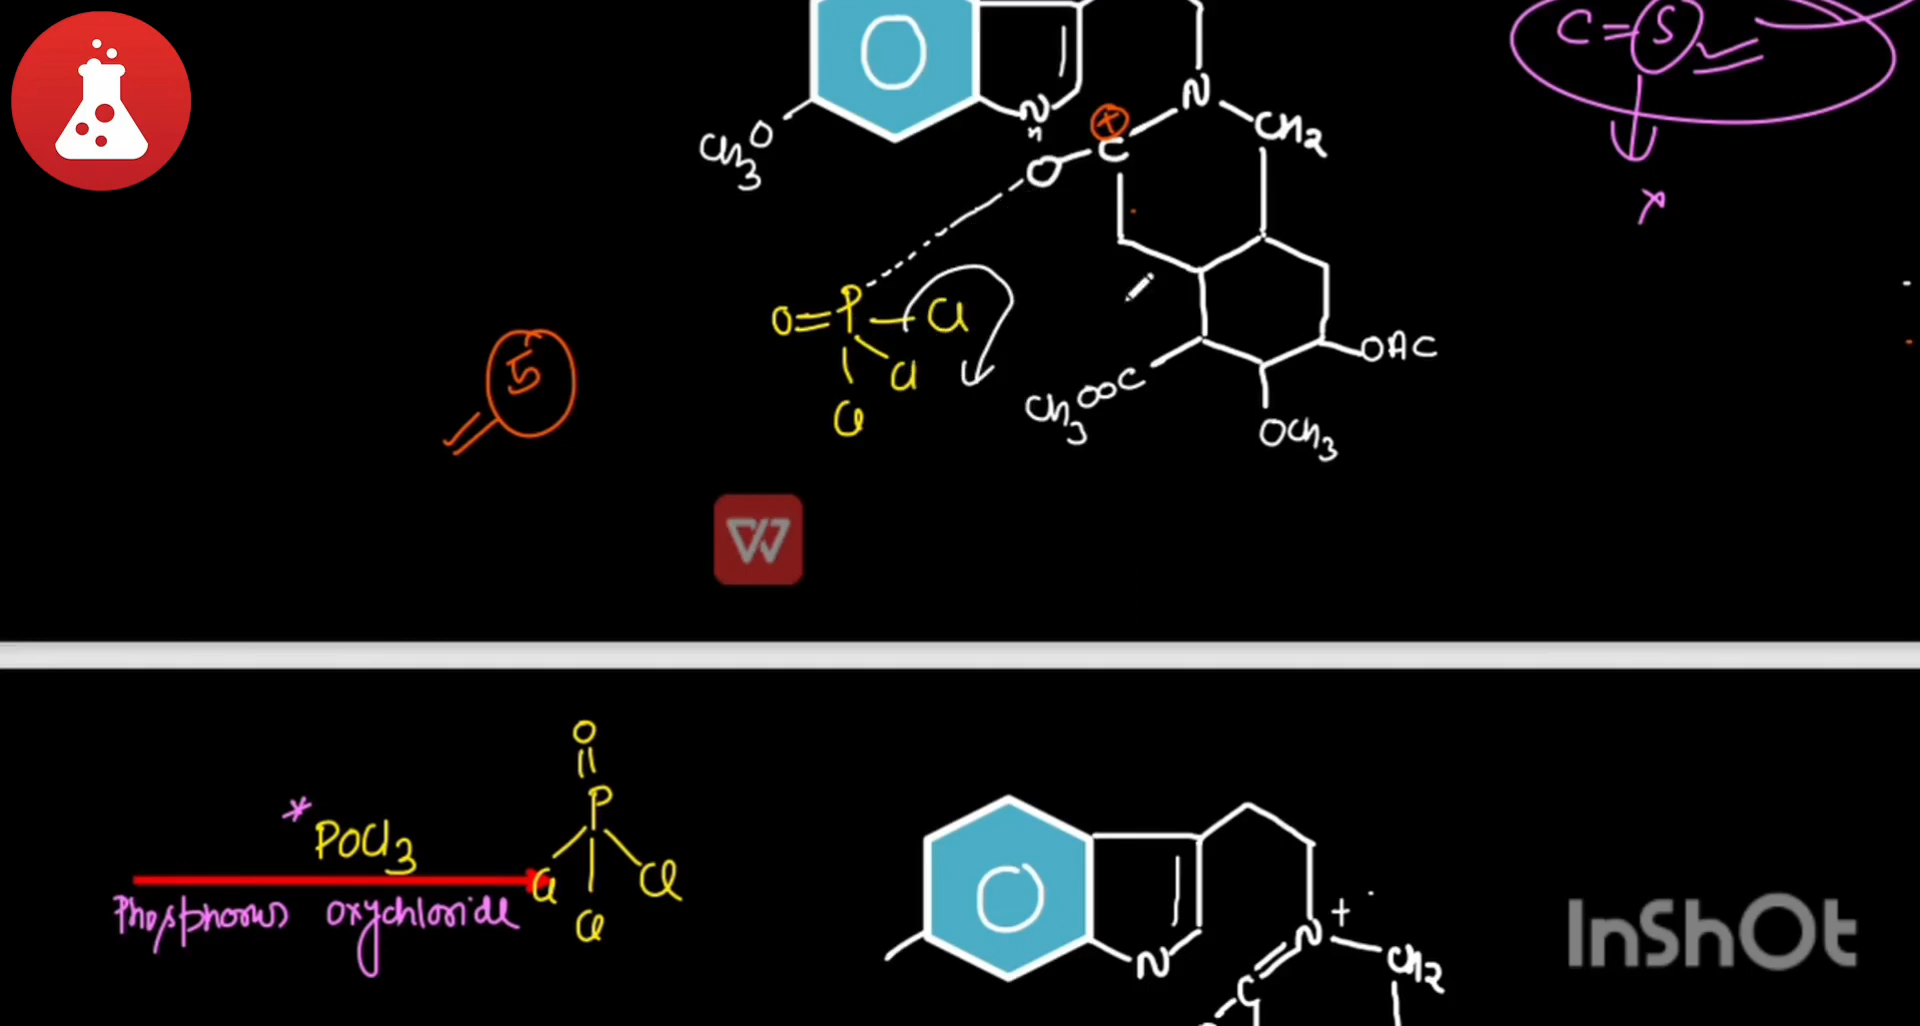 C=S
N
N
H
CH2
CH3O
+
C
O
O=P-Cl
Cl
Cl
OAC
CH3OOC
OCH3
5
W
O
P
* POCl3
Cl
Cl
Cl
Phosphorus oxychloride
N
+
N
CH2
C
InShOt